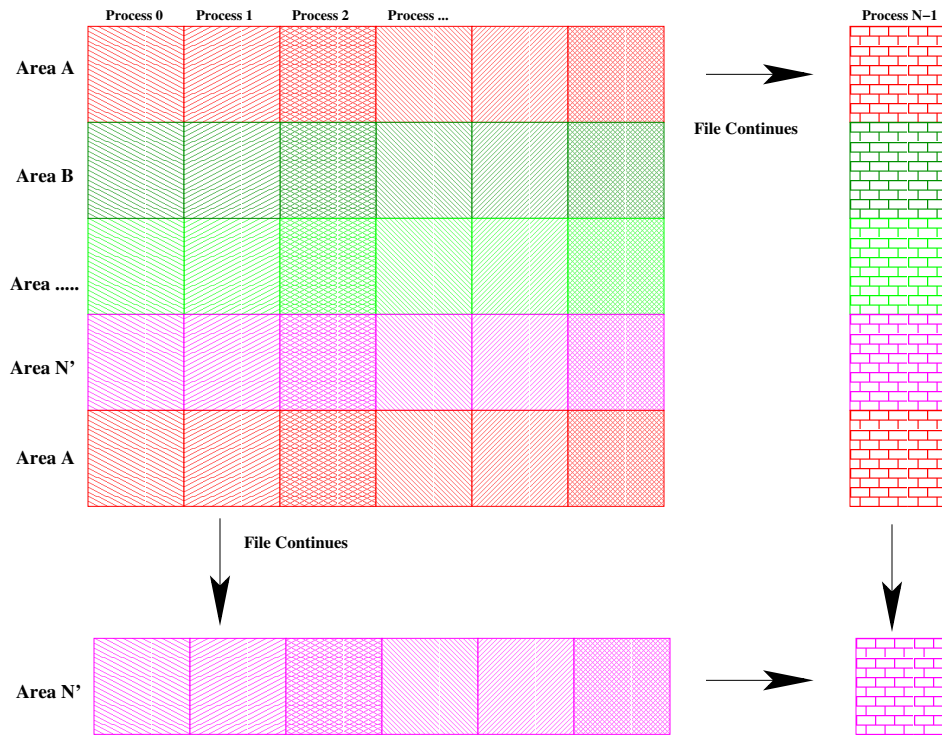 Process 0 Process 1 Process 2 Process ... Process N-1
Area A
File Continues
Area B
Area .....
Area N'
Area A
File Continues
Area N'